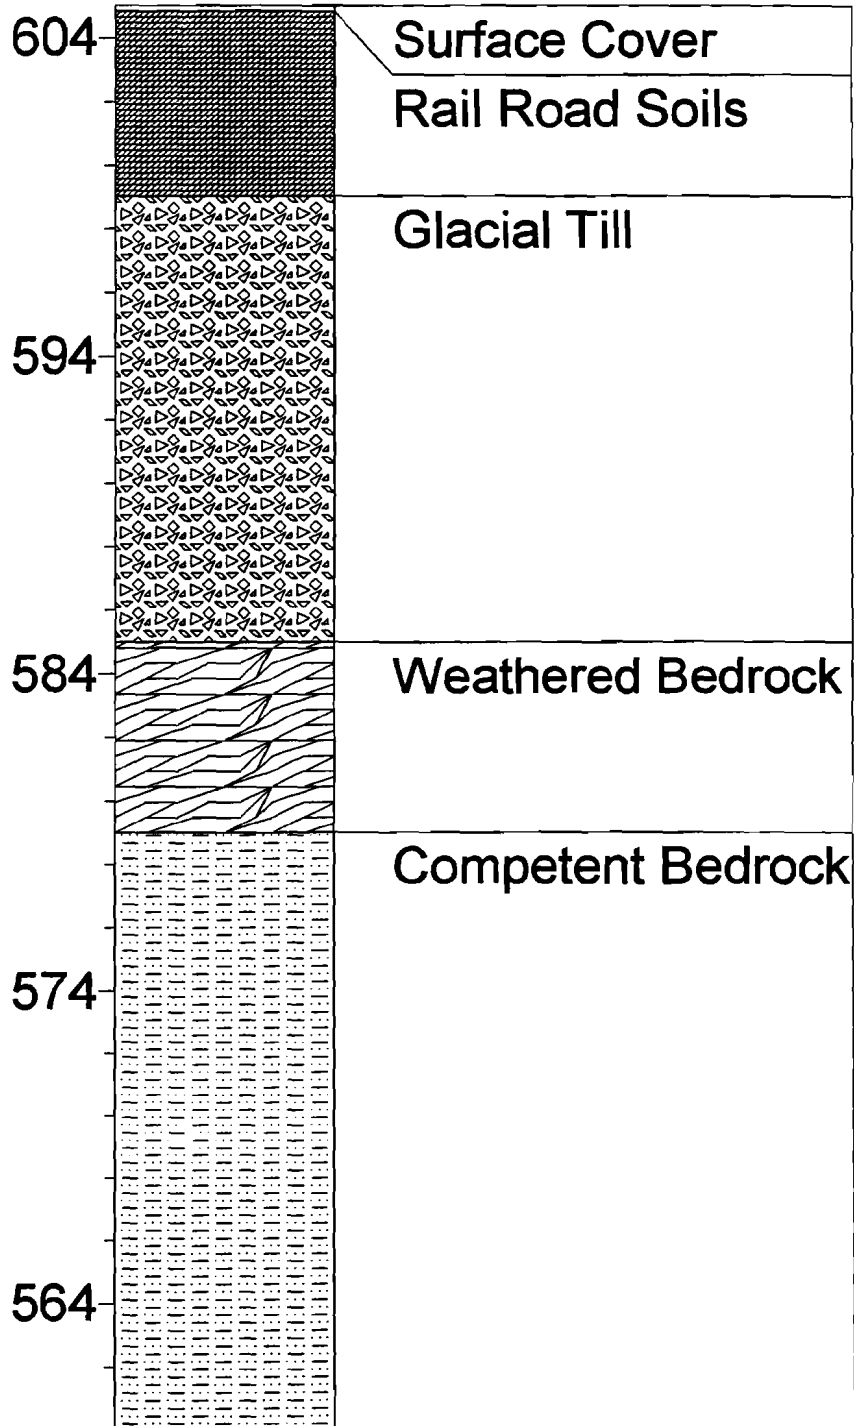 604
Surface Cover
Rail Road Soils
Glacial Till
594
584
Weathered Bedrock
Competent Bedrock
574
564